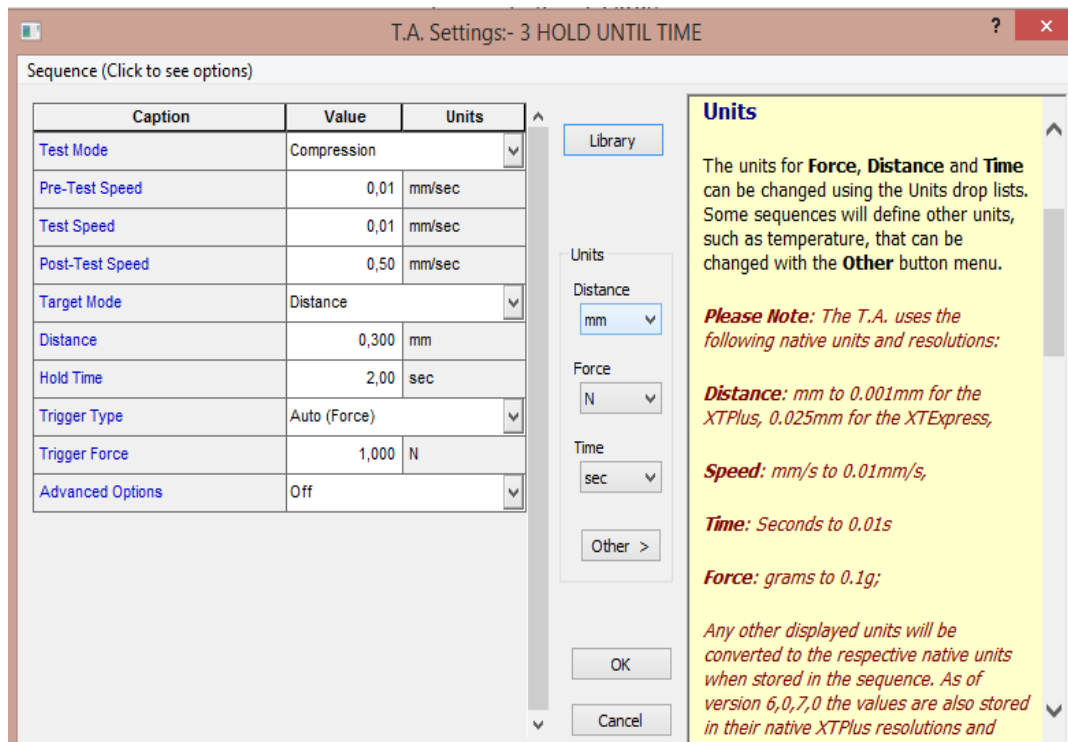 T.A. Settings:- 3 HOLD UNTIL TIME
?
x
Sequence (Click to see options)
Caption Value Units
Test Mode Compression
Pre-Test Speed 0,01 mm/sec
Test Speed 0,01 mm/sec
Post-Test Speed 0,50 mm/sec
Target Mode Distance
Distance 0,300 mm
Hold Time 2,00 sec
Trigger Type Auto (Force)
Trigger Force 1,000 N
Advanced Options Off
Library
Units
Distance
mm
Force
N
Time
sec
Other >
OK
Cancel
Units
The units for Force, Distance and Time
can be changed using the Units drop lists.
Some sequences will define other units,
such as temperature, that can be
changed with the Other button menu.
Please Note: The T.A. uses the
following native units and resolutions:
Distance: mm to 0.001mm for the
XTPlus, 0.025mm for the XTExpress,
Speed: mm/s to 0.01mm/s,
Time: Seconds to 0.01s
Force: grams to 0.1g;
Any other displayed units will be
converted to the respective native units
when stored in the sequence. As of
version 6,0,7,0 the values are also stored
in their native XTPlus resolutions and